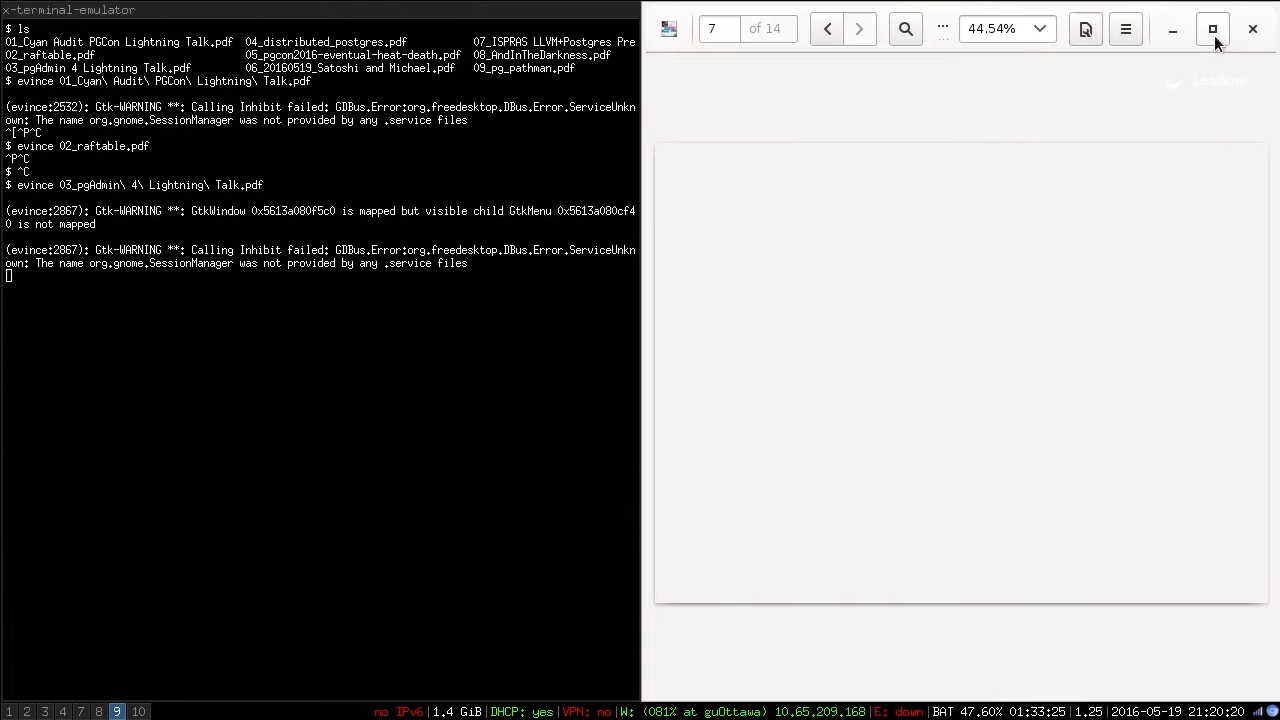 x-terminal-emulator
$ ls
01_Cyan Audit PGCon Lightning Talk.pdf  04_distributed_postgres.pdf  07_ISPRAS LLVM+Postgres Pre
02_raftable.pdf  05_pgcon2016-eventual-heat-death.pdf  08_AndInTheDarkness.pdf
03_pgAdmin 4 Lightning Talk.pdf  06_20160519_Satoshi and Michael.pdf  09_pg_pathman.pdf
$ evince 01_Cyan\ Audit\ PGCon\ Lightning\ Talk.pdf
(evince:2532): Gtk-WARNING **: Calling Inhibit failed: GDBus.Error:org.freedesktop.DBus.Error.ServiceUnkn
own: The name org.gnome.SessionManager was not provided by any .service files
^[^P^C
$ evince 02_raftable.pdf
^P^C
$ ^C
$ evince 03_pgAdmin\ 4\ Lightning\ Talk.pdf
(evince:2867): Gtk-WARNING **: GtkWindow 0x5613a080f5c0 is mapped but visible child GtkMenu 0x5613a080cf4
0 is not mapped
(evince:2867): Gtk-WARNING **: Calling Inhibit failed: GDBus.Error:org.freedesktop.DBus.Error.ServiceUnkn
own: The name org.gnome.SessionManager was not provided by any .service files
7 of 14 ... 44.54%
Loading...
1 2 3 4 7 8 9 10 no IPv6|1.4 GiB|DHCP: yes|VPN: no|W: (081% at guOttawa) 10.65.209.168|E: down|BAT 47.60% 01:33:25|1.25|2016-05-19 21:20:20